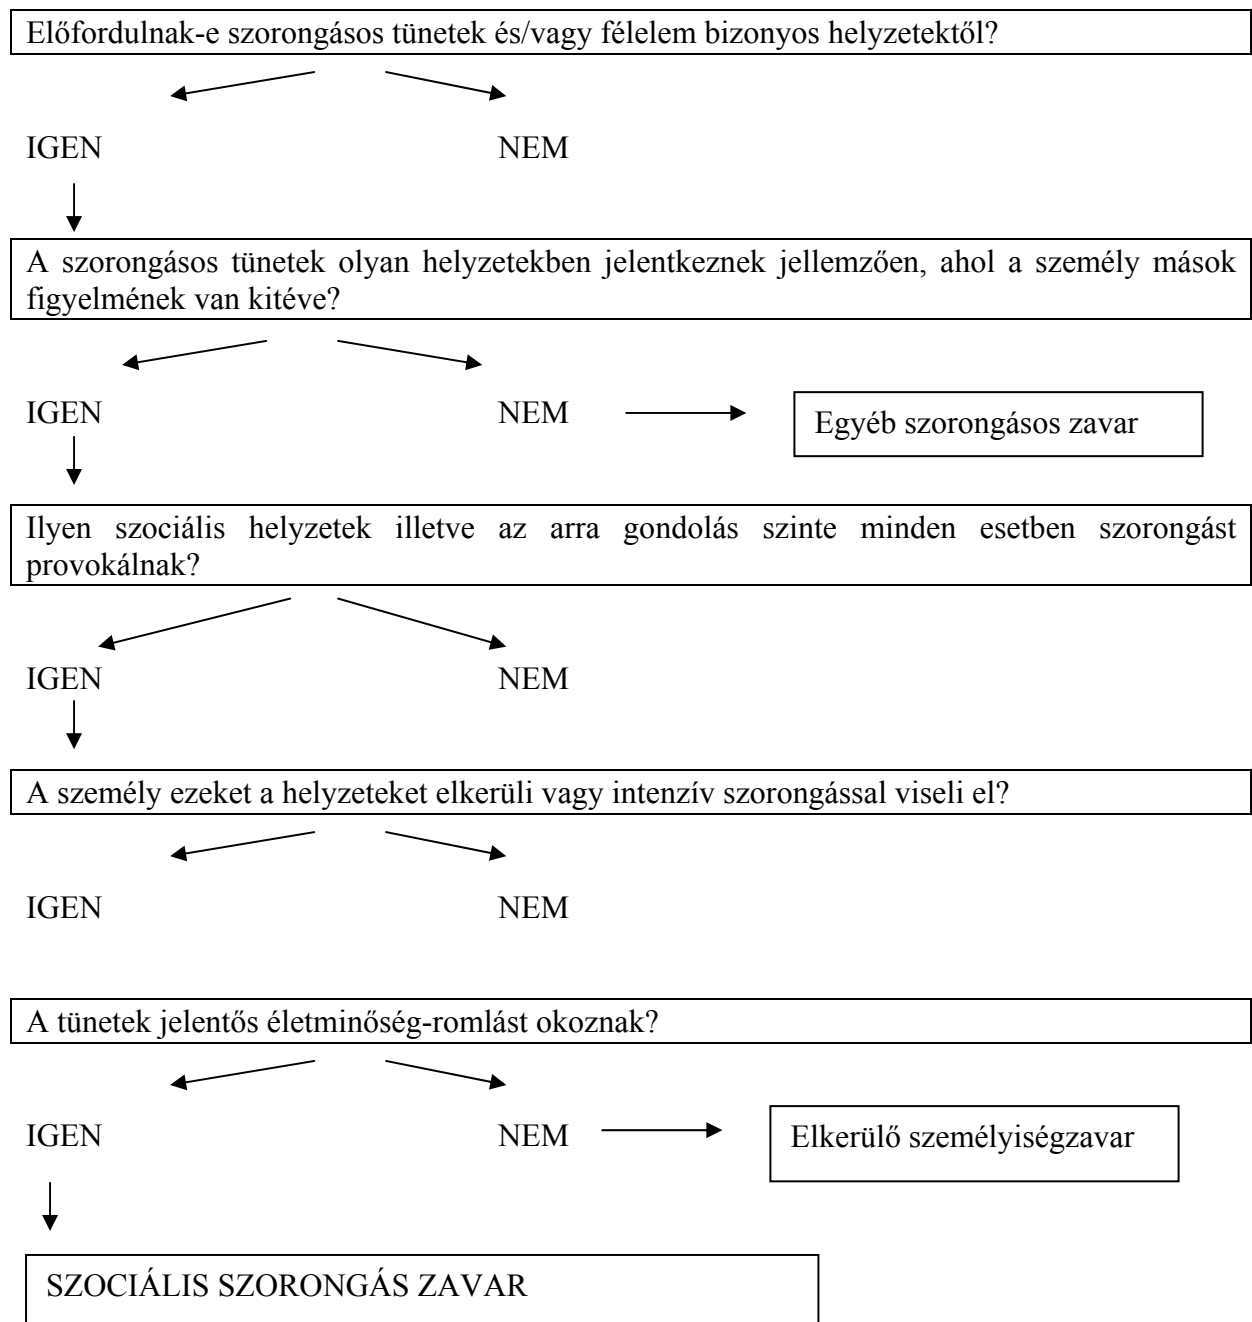 Előfordulnak-e szorongásos tünetek és/vagy félelem bizonyos helyzetektől?
IGEN NEM
A szorongásos tünetek olyan helyzetekben jelentkeznek jellemzően, ahol a személy mások
figyelmének van kitéve?
IGEN NEM Egyéb szorongásos zavar
Ilyen szociális helyzetek illetve az arra gondolás szinte minden esetben szorongást
provokálnak?
IGEN NEM
A személy ezeket a helyzeteket elkerüli vagy intenzív szorongással viseli el?
IGEN NEM
A tünetek jelentős életminőség-romlást okoznak?
IGEN NEM Elkerülő személyiségzavar
SZOCIÁLIS SZORONGÁS ZAVAR